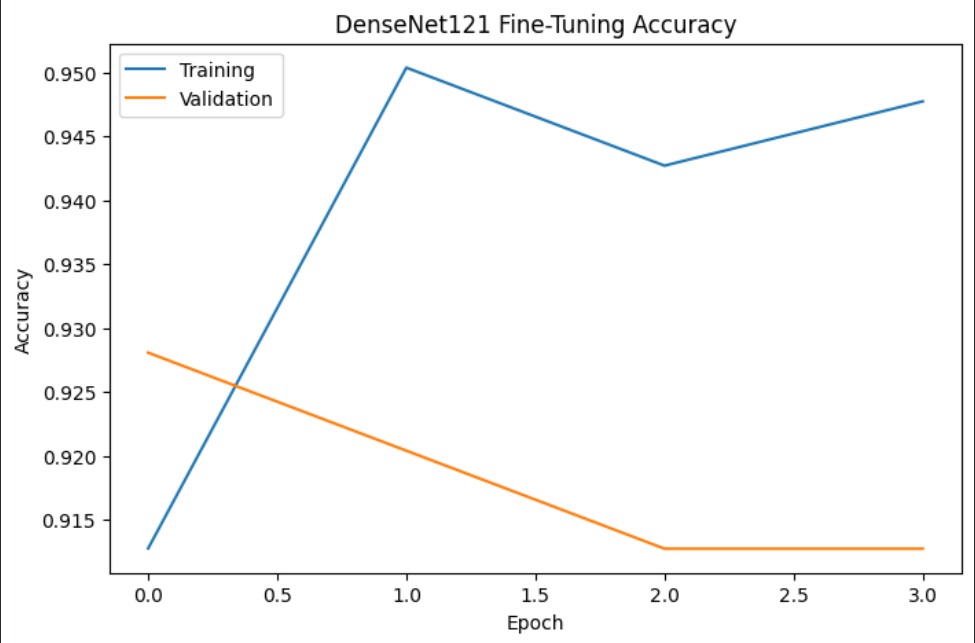 DenseNet121 Fine-Tuning Accuracy
Training
Validation
0.950
0.945
0.940
0.935
0.930
0.925
0.920
0.915
Accuracy
0.0 0.5 1.0 1.5 2.0 2.5 3.0
Epoch